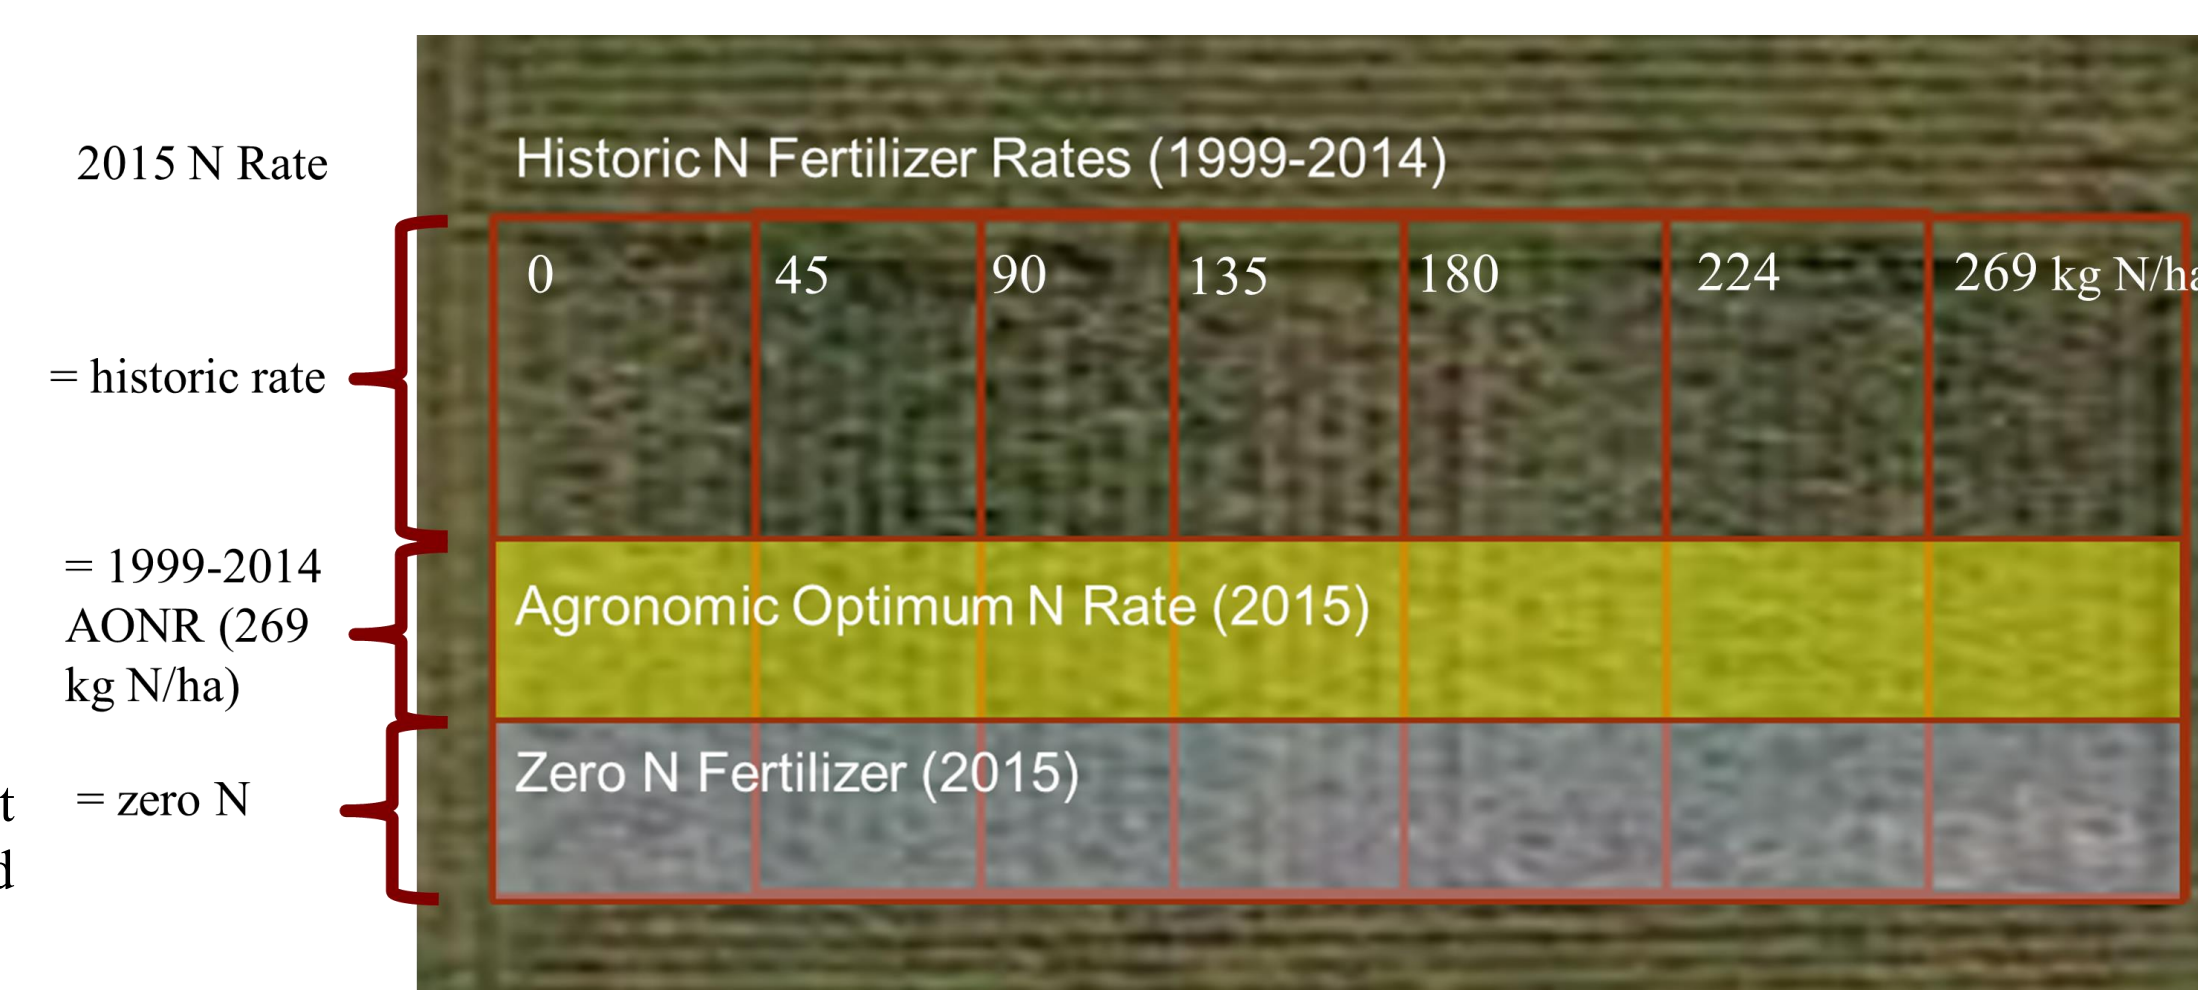 2015 N Rate
Historic N Fertilizer Rates (1999-2014)
0
45
90
135
180
224
269 kg N/ha
= historic rate
= 1999-2014
AONR (269
kg N/ha)
Agronomic Optimum N Rate (2015)
Zero N Fertilizer (2015)
= zero N
t
d